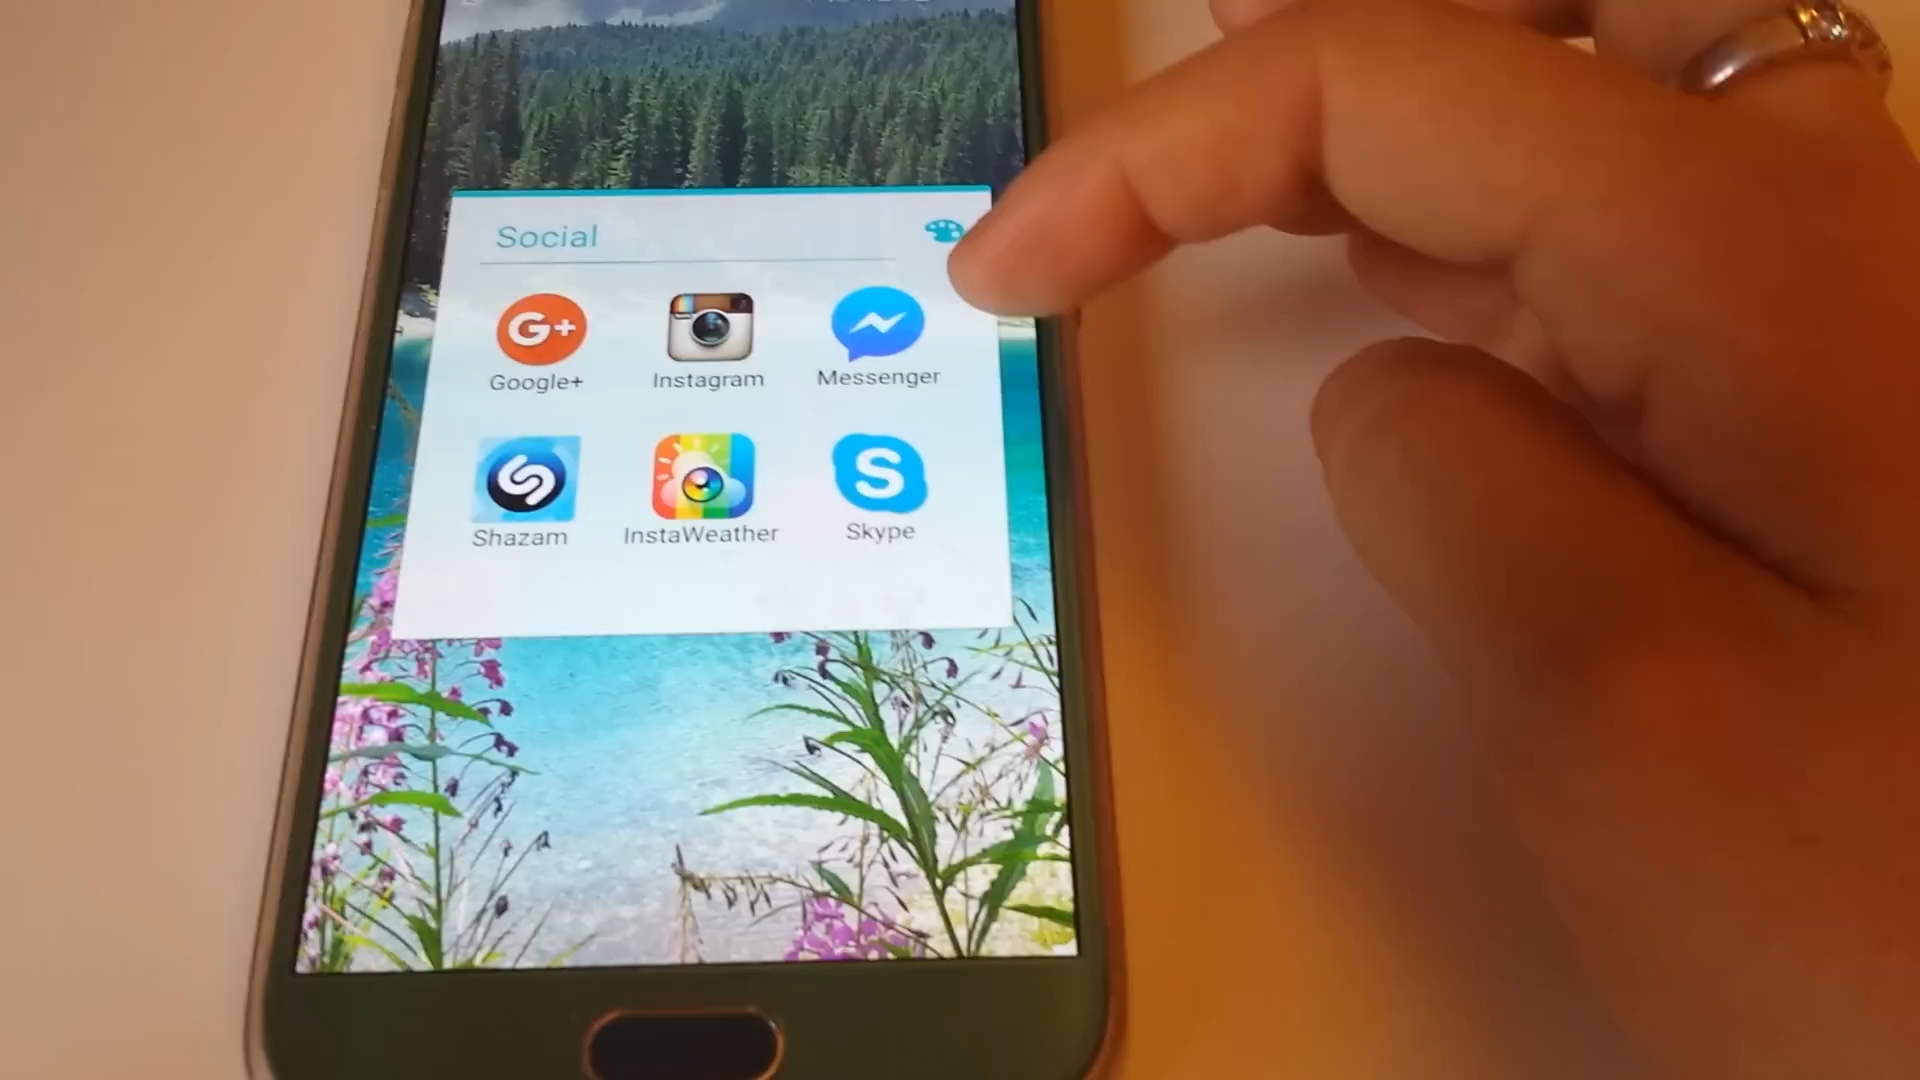 Social
G+
Google+ Instagram Messenger
S
Shazam InstaWeather Skype